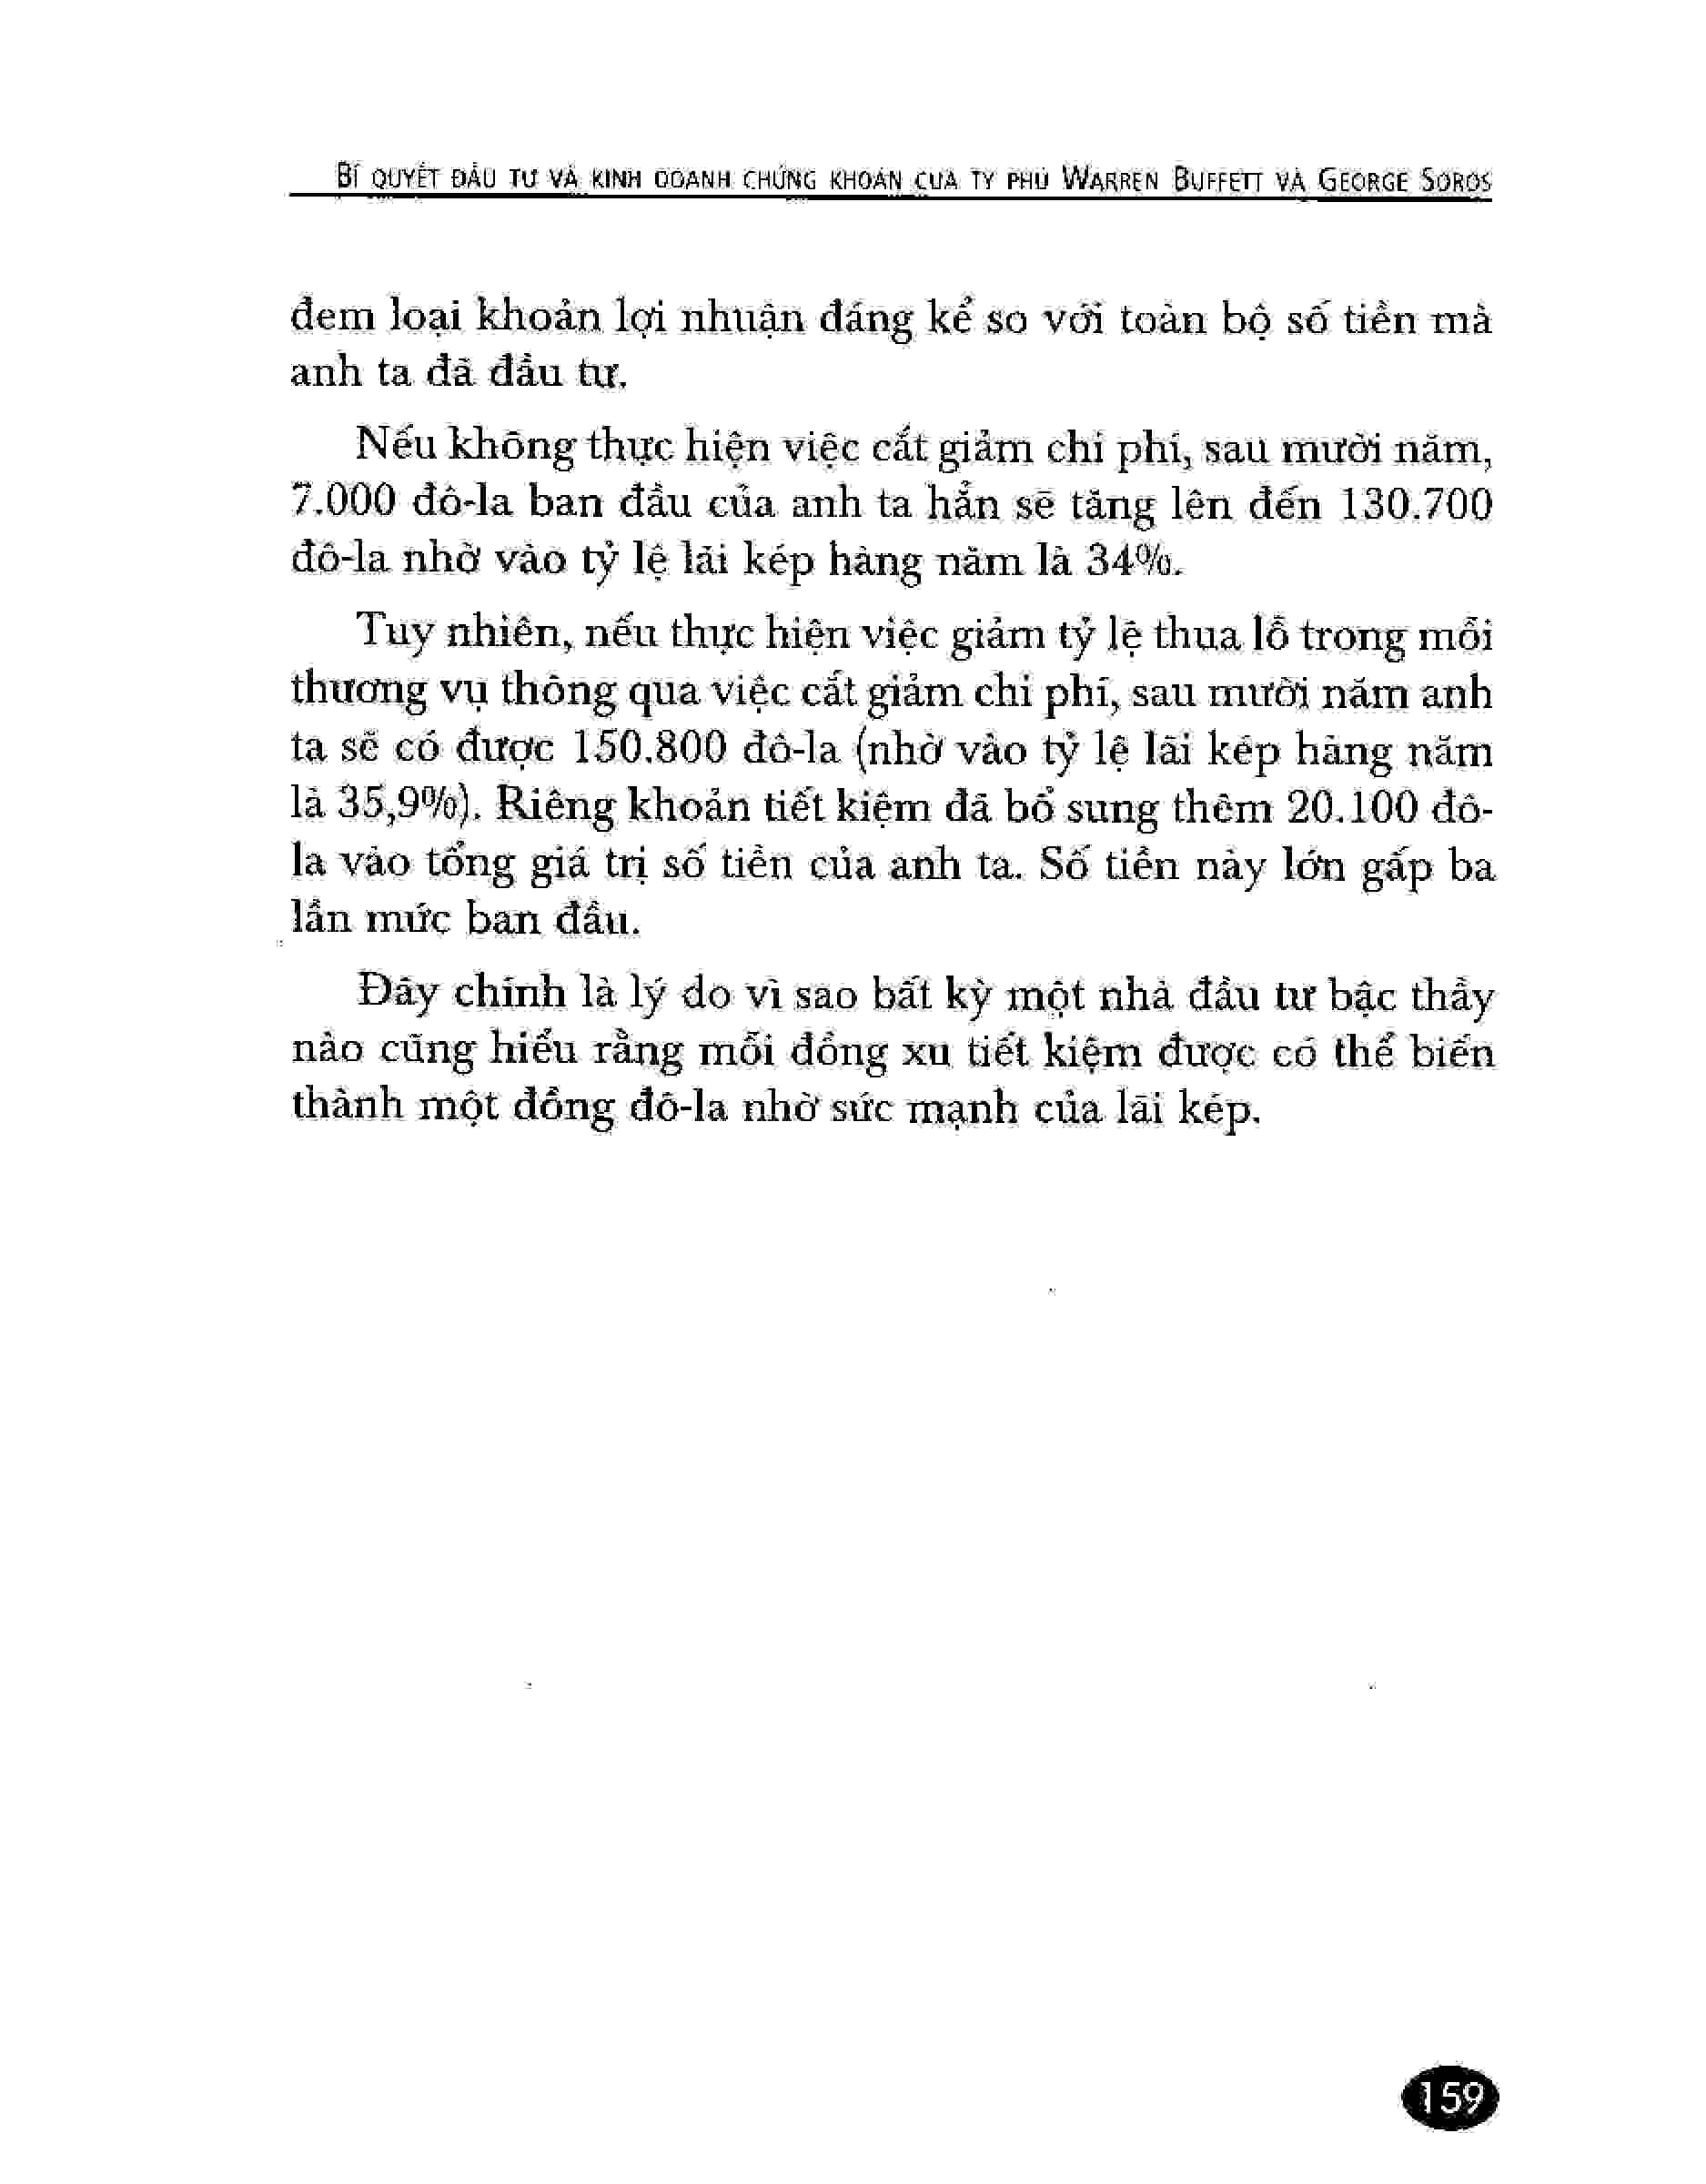 BÍ QUYẾT ĐẦU TƯ VÀ KINH DOANH CHỨNG KHOÁN CỦA TỶ PHÚ WARREN BUFFETT VÀ GEORGE SOROS
đem loại khoản lợi nhuận đáng kể so với toàn bộ số tiền mà
anh ta đã đầu tư.
Nếu không thực hiện việc cắt giảm chi phí, sau mười năm,
7.000 đô-la ban đầu của anh ta hẳn sẽ tăng lên đến 130.700
đô-la nhờ vào tỷ lệ lãi kép hàng năm là 34%.
Tuy nhiên, nếu thực hiện việc giảm tỷ lệ thua lỗ trong mỗi
thương vụ thông qua việc cắt giảm chi phí, sau mười năm anh
ta sẽ có được 150.800 đô-la (nhờ vào tỷ lệ lãi kép hàng năm
là 35,9%). Riêng khoản tiết kiệm đã bổ sung thêm 20.100 đô-
la vào tổng giá trị số tiền của anh ta. Số tiền này lớn gấp ba
lần mức ban đầu.
Đây chính là lý do vì sao bất kỳ một nhà đầu tư bậc thầy
nào cũng hiểu rằng mỗi đồng xu tiết kiệm được có thể biến
thành một đồng đô-la nhờ sức mạnh của lãi kép.
159